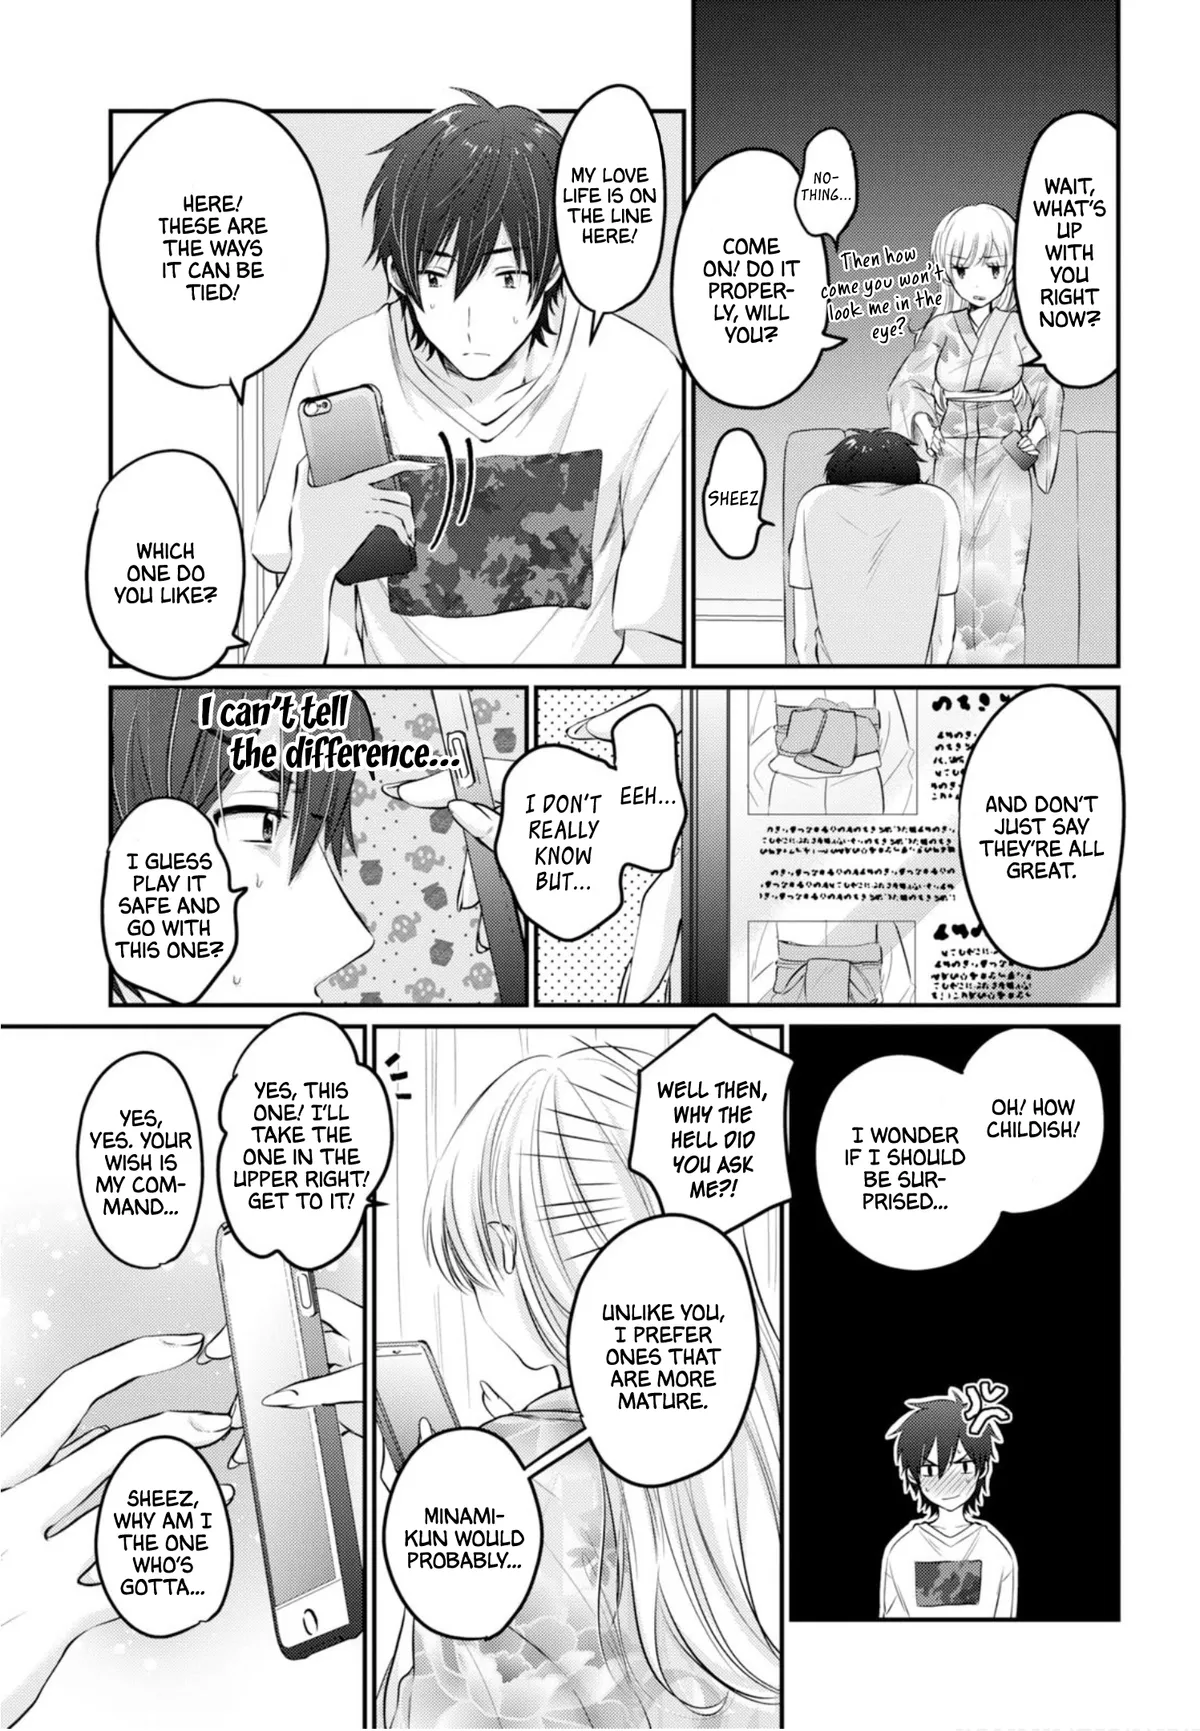 WAIT,
WHAT'S
UP
WITH
YOU
RIGHT
NOW?
NO-
THING...
Then how
come you won't
look me in the
eye?
COME
ON! DO IT
PROPER-
LY, WILL
YOU?
SHEEZ
MY LOVE
LIFE IS ON
THE LINE
HERE!
HERE!
THESE ARE
THE WAYS
IT CAN BE
TIED!
WHICH
ONE DO
YOU LIKE?
AND DON'T
JUST SAY
THEY'RE ALL
GREAT.
EEH...
I DON'T
REALLY
KNOW
BUT...
I can't tell
the difference...
I GUESS
PLAY IT
SAFE AND
GO WITH
THIS ONE?
OH! HOW
CHILDISH!
I WONDER
IF I SHOULD
BE SUR-
PRISED...
WELL THEN,
WHY THE
HELL DID
YOU ASK
ME?!
UNLIKE YOU,
I PREFER
ONES THAT
ARE MORE
MATURE.
MINAMI-
KUN WOULD
PROBABLY...
YES, THIS
ONE! I'LL
TAKE THE
ONE IN THE
UPPER RIGHT!
GET TO IT!
YES,
YES. YOUR
WISH IS
MY COM-
MAND...
SHEEZ,
WHY AM I
THE ONE
WHO'S
GOTTA...